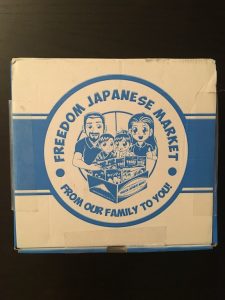 FREEDOM JAPANESE MARKET
FROM OUR FAMILY TO YOU!